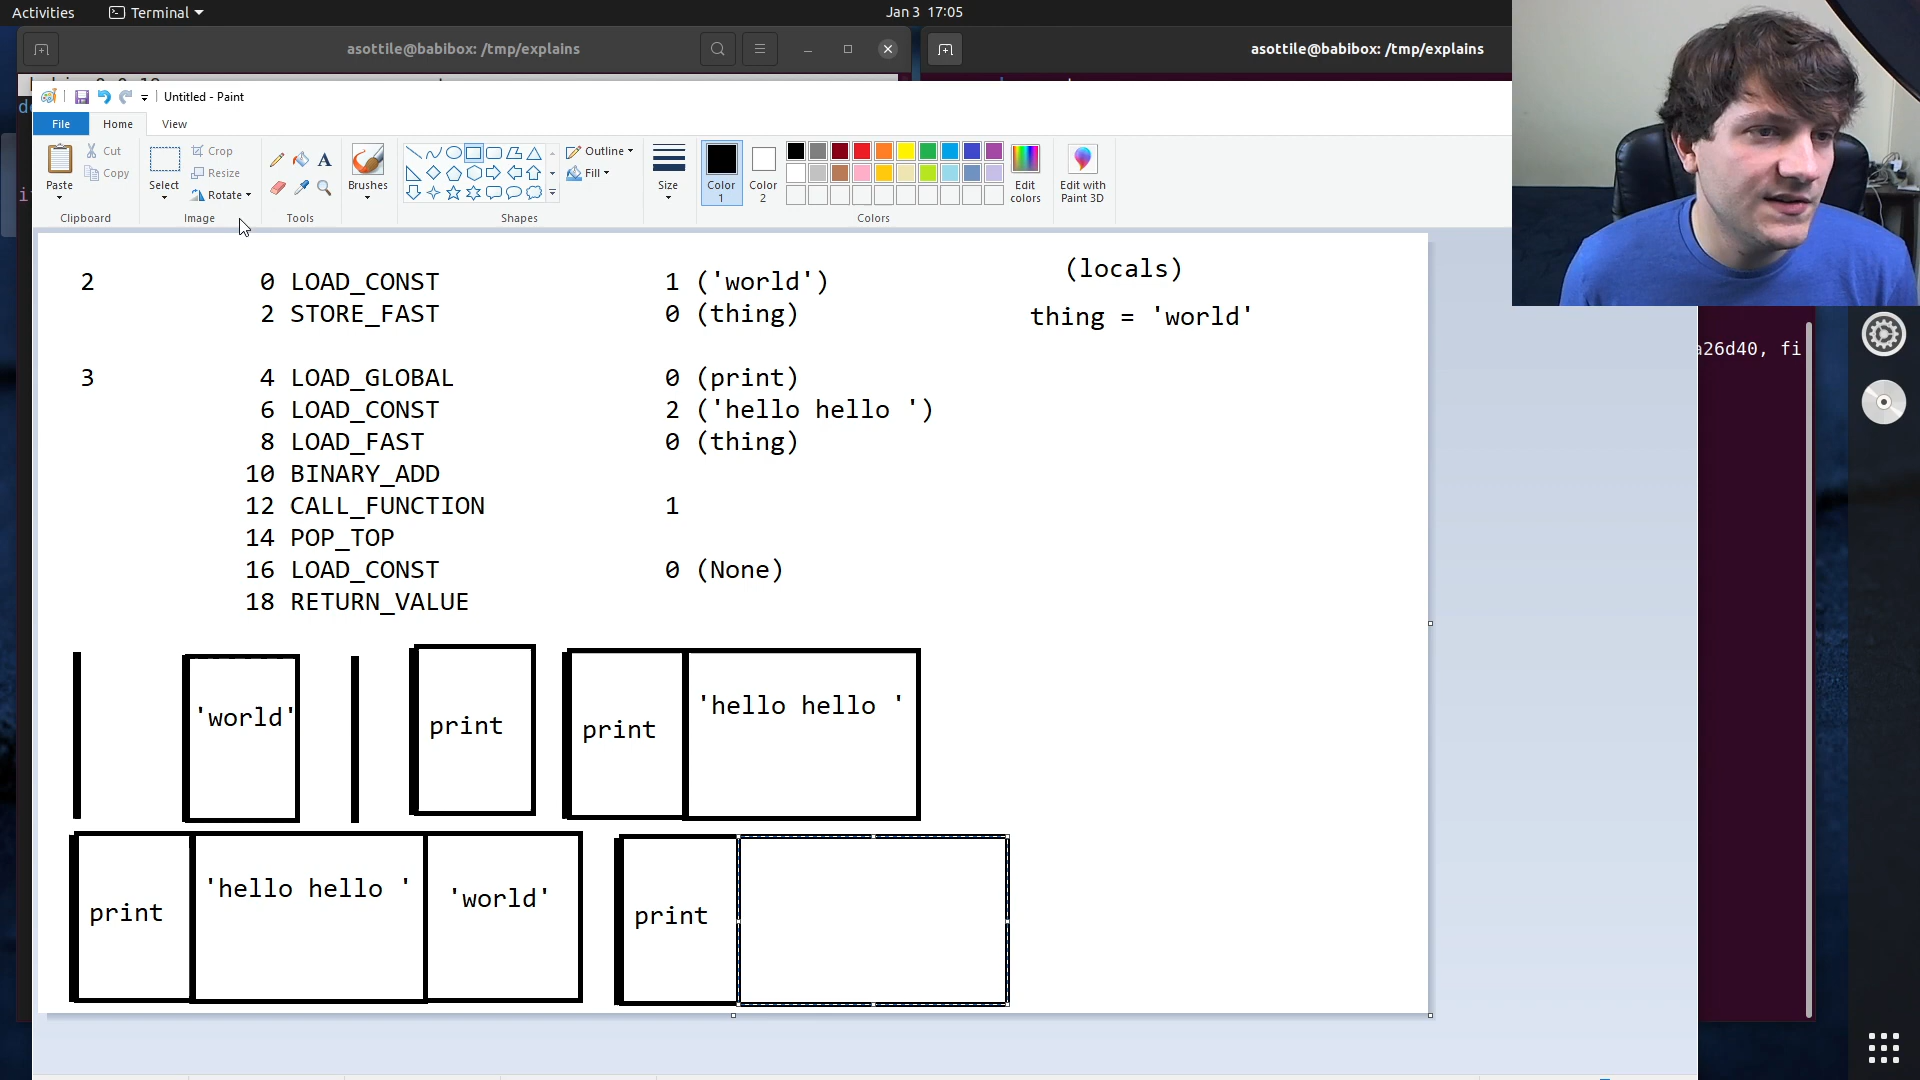 Activities
Terminal
Jan 3 17:05
asottile@babibox: /tmp/explains
asottile@babibox: /tmp/explains
Untitled - Paint
File
Home
View
Paste
Cut
Copy
Clipboard
Select
Crop
Resize
Rotate
Image
A
Tools
Brushes
Outline
Fill
Shapes
Size
Color 1
Color 2
Edit colors
Colors
Edit with Paint 3D
2 0 LOAD_CONST 1 ('world')
2 STORE_FAST 0 (thing)
3 4 LOAD_GLOBAL 0 (print)
6 LOAD_CONST 2 ('hello hello ')
8 LOAD_FAST 0 (thing)
10 BINARY_ADD
12 CALL_FUNCTION 1
14 POP_TOP
16 LOAD_CONST 0 (None)
18 RETURN_VALUE
(locals)
thing = 'world'
a26d40, fi
'world'
print
print
'hello hello '
print
'hello hello '
'world'
print